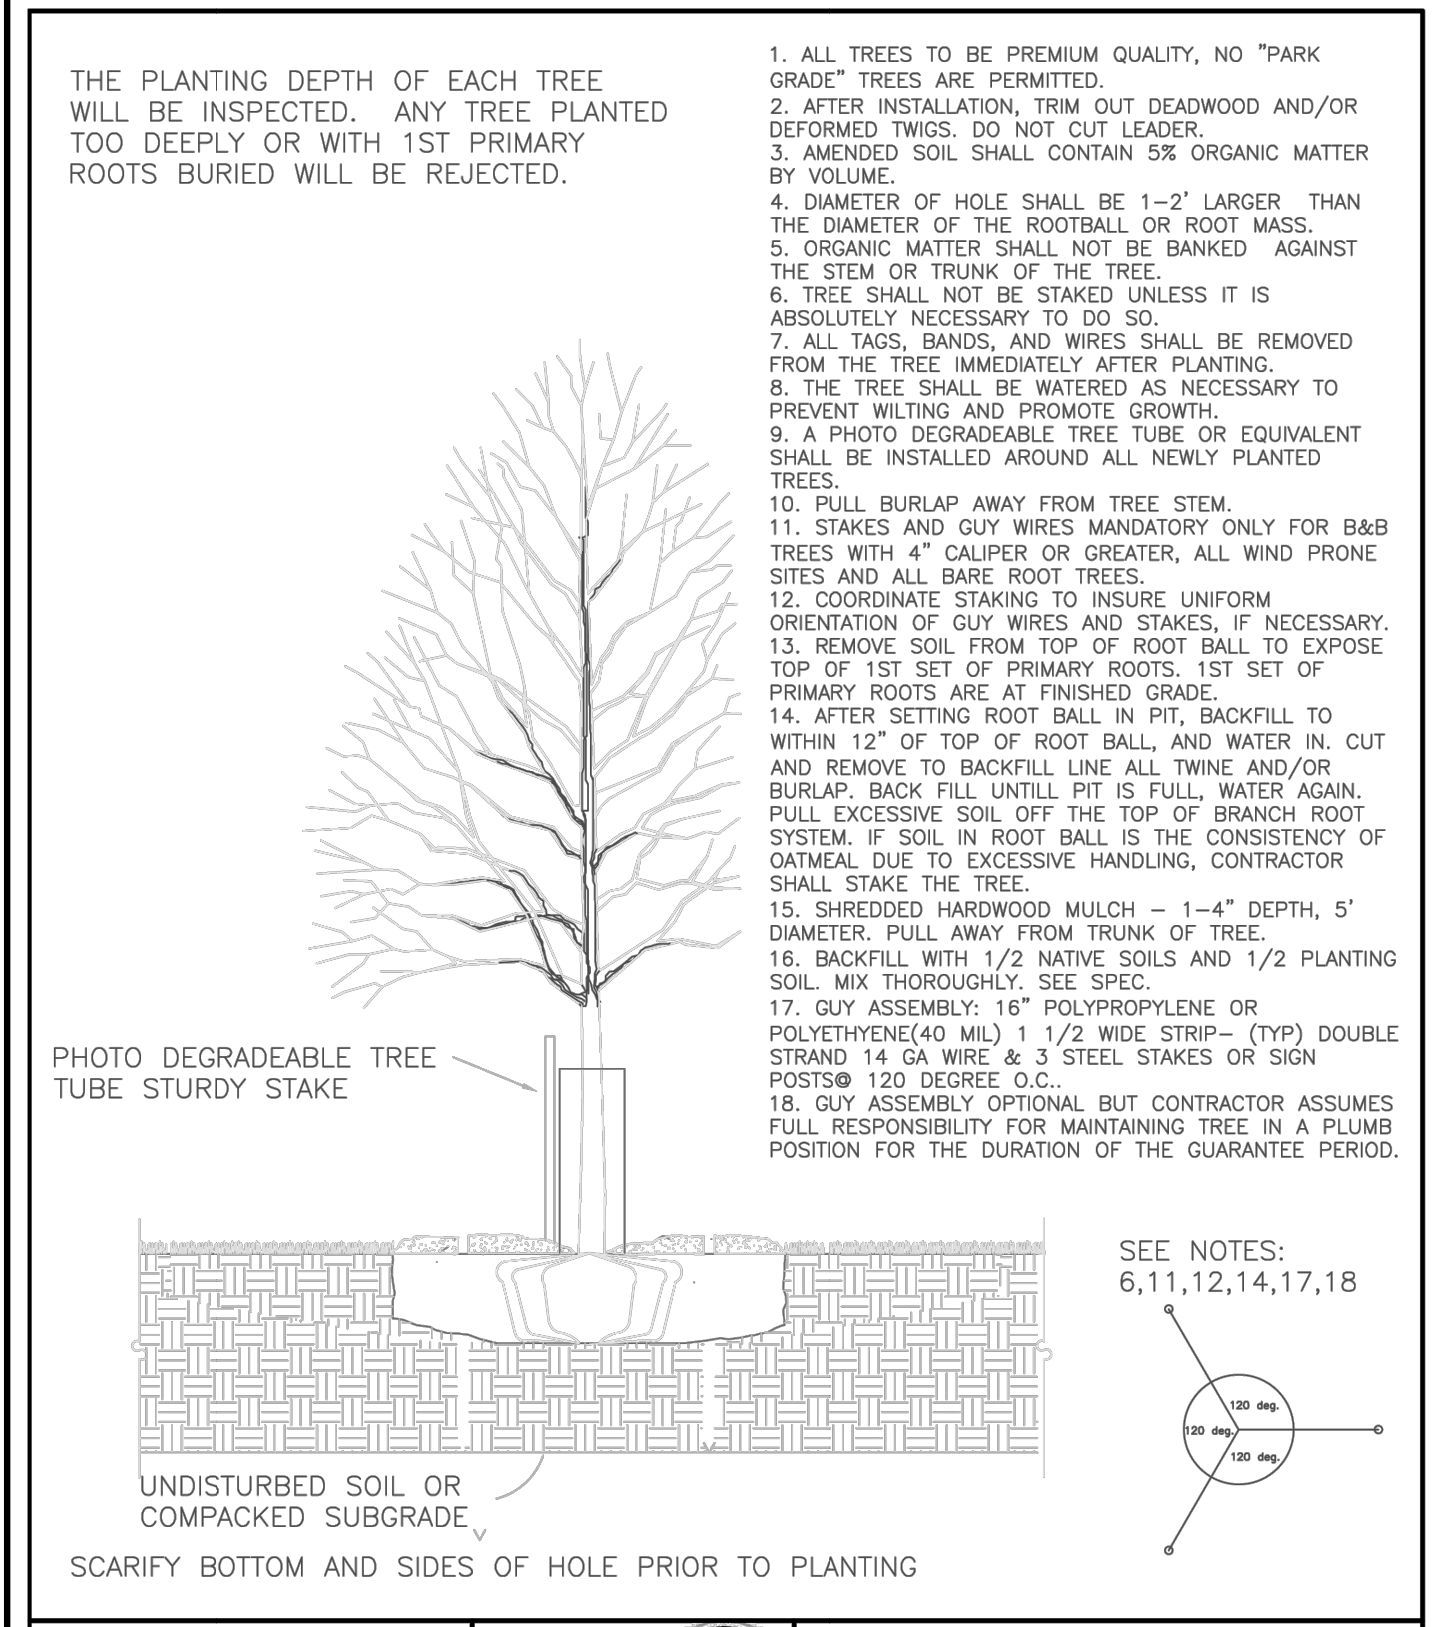 THE PLANTING DEPTH OF EACH TREE
WILL BE INSPECTED. ANY TREE PLANTED
TOO DEEPLY OR WITH 1ST PRIMARY
ROOTS BURIED WILL BE REJECTED.
1. ALL TREES TO BE PREMIUM QUALITY, NO "PARK
GRADE" TREES ARE PERMITTED.
2. AFTER INSTALLATION, TRIM OUT DEADWOOD AND/OR
DEFORMED TWIGS. DO NOT CUT LEADER.
3. AMENDED SOIL SHALL CONTAIN 5% ORGANIC MATTER
BY VOLUME.
4. DIAMETER OF HOLE SHALL BE 1-2' LARGER THAN
THE DIAMETER OF THE ROOTBALL OR ROOT MASS.
5. ORGANIC MATTER SHALL NOT BE BANKED AGAINST
THE STEM OR TRUNK OF THE TREE.
6. TREE SHALL NOT BE STAKED UNLESS IT IS
ABSOLUTELY NECESSARY TO DO SO.
7. ALL TAGS, BANDS, AND WIRES SHALL BE REMOVED
FROM THE TREE IMMEDIATELY AFTER PLANTING.
8. THE TREE SHALL BE WATERED AS NECESSARY TO
PREVENT WILTING AND PROMOTE GROWTH.
9. A PHOTO DEGRADEABLE TREE TUBE OR EQUIVALENT
SHALL BE INSTALLED AROUND ALL NEWLY PLANTED
TREES.
10. PULL BURLAP AWAY FROM TREE STEM.
11. STAKES AND GUY WIRES MANDATORY ONLY FOR B&B
TREES WITH 4" CALIPER OR GREATER, ALL WIND PRONE
SITES AND ALL BARE ROOT TREES.
12. COORDINATE STAKING TO INSURE UNIFORM
ORIENTATION OF GUY WIRES AND STAKES, IF NECESSARY.
13. REMOVE SOIL FROM TOP OF ROOT BALL TO EXPOSE
TOP OF 1ST SET OF PRIMARY ROOTS. 1ST SET OF
PRIMARY ROOTS ARE AT FINISHED GRADE.
14. AFTER SETTING ROOT BALL IN PIT, BACKFILL TO
WITHIN 12" OF TOP OF ROOT BALL, AND WATER IN. CUT
AND REMOVE TO BACKFILL LINE ALL TWINE AND/OR
BURLAP. BACK FILL UNTILL PIT IS FULL, WATER AGAIN.
PULL EXCESSIVE SOIL OFF THE TOP OF BRANCH ROOT
SYSTEM. IF SOIL IN ROOT BALL IS THE CONSISTENCY OF
OATMEAL DUE TO EXCESSIVE HANDLING, CONTRACTOR
SHALL STAKE THE TREE.
15. SHREDDED HARDWOOD MULCH - 1-4" DEPTH, 5'
DIAMETER. PULL AWAY FROM TRUNK OF TREE.
16. BACKFILL WITH 1/2 NATIVE SOILS AND 1/2 PLANTING
SOIL. MIX THOROUGHLY. SEE SPEC.
17. GUY ASSEMBLY: 16" POLYPROPYLENE OR
POLYETHYENE(40 MIL) 1 1/2 WIDE STRIP- (TYP) DOUBLE
STRAND 14 GA WIRE & 3 STEEL STAKES OR SIGN
POSTS@ 120 DEGREE O.C..
18. GUY ASSEMBLY OPTIONAL BUT CONTRACTOR ASSUMES
FULL RESPONSIBILITY FOR MAINTAINING TREE IN A PLUMB
POSITION FOR THE DURATION OF THE GUARANTEE PERIOD.
PHOTO DEGRADEABLE TREE
TUBE STURDY STAKE
SEE NOTES:
6,11,12,14,17,18
120 deg.
120 deg.
120 deg.
UNDISTURBED SOIL OR
COMPACKED SUBGRADE
SCARIFY BOTTOM AND SIDES OF HOLE PRIOR TO PLANTING